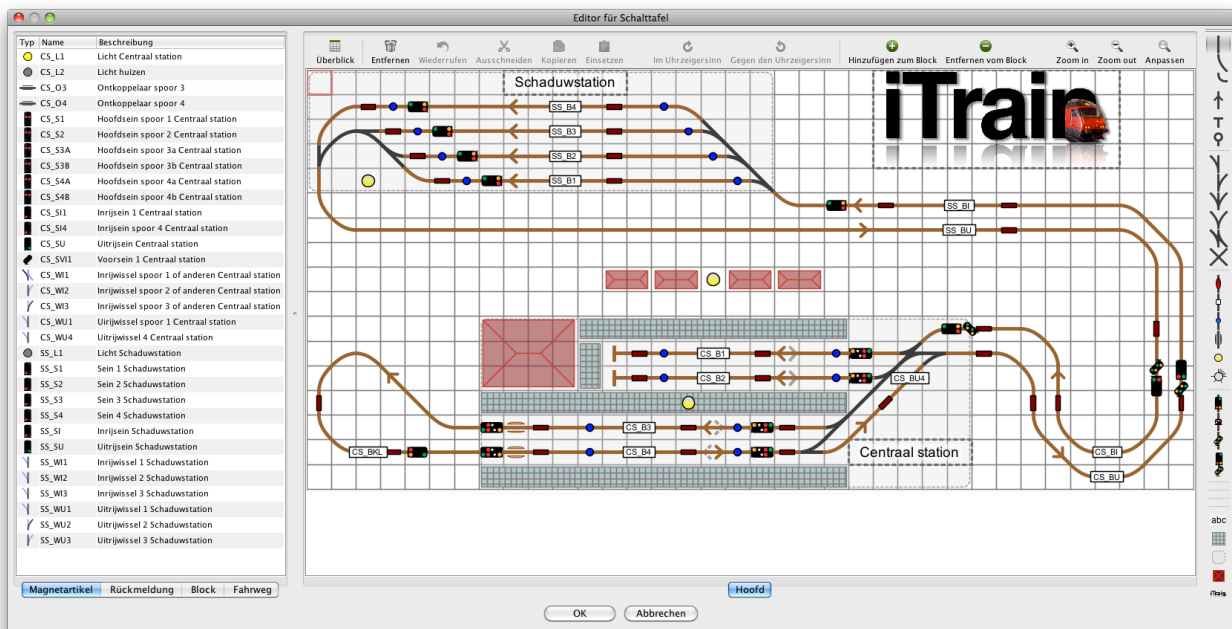 Editor für Schalttafel
Typ Name Beschreibung
CS_L1 Licht Centraal station
CS_L2 Licht huizen
CS_O3 Ontkoppelaar spoor 3
CS_O4 Ontkoppelaar spoor 4
CS_S1 Hoofdsein spoor 1 Centraal station
CS_S2 Hoofdsein spoor 2 Centraal station
CS_S3A Hoofdsein spoor 3a Centraal station
CS_S3B Hoofdsein spoor 3b Centraal station
CS_S4A Hoofdsein spoor 4a Centraal station
CS_S4B Hoofdsein spoor 4b Centraal station
CS_SI1 Inrijsein 1 Centraal station
CS_SI4 Inrijsein spoor 4 Centraal station
CS_SU Uitrijsein Centraal station
CS_SVI1 Voorsein 1 Centraal station
CS_WI1 Inrijwissel spoor 1 of anderen Centraal station
CS_WI2 Inrijwissel spoor 2 of anderen Centraal station
CS_WI3 Inrijwissel spoor 3 of anderen Centraal station
CS_WU1 Uirijwissel spoor 1 Centraal station
CS_WU4 Uitrijwissel 4 Centraal station
SS_L1 Licht Schaduwstation
SS_S1 Sein 1 Schaduwstation
SS_S2 Sein 2 Schaduwstation
SS_S3 Sein 3 Schaduwstation
SS_S4 Sein 4 Schaduwstation
SS_SI Inrijsein Schaduwstation
SS_SU Uitrijsein Schaduwstation
SS_WI1 Inrijwissel 1 Schaduwstation
SS_WI2 Inrijwissel 2 Schaduwstation
SS_WI3 Inrijwissel 3 Schaduwstation
SS_WU1 Uitrijwissel 1 Schaduwstation
SS_WU2 Uitrijwissel 2 Schaduwstation
SS_WU3 Uitrijwissel 3 Schaduwstation
Magnetartikel Rückmeldung Block Fahrweg
Überblick Entfernen Wiederrufen Ausschneiden Kopieren Einsetzen Im Uhrzeigersinn Gegen den Uhrzeigersinn Hinzufügen zum Block Entfernen vom Block Zoom in Zoom out Anpassen
Schaduwstation
iTrain
SS_B4
SS_B3
SS_B2
SS_B1
SS_BI
SS_BU
CS_B1
CS_B2
CS_BU4
CS_B3
CS_BKL
CS_B4
Centraal station
CS_BI
CS_BU
abc
iTrain
Hoofd
OK Abbrechen